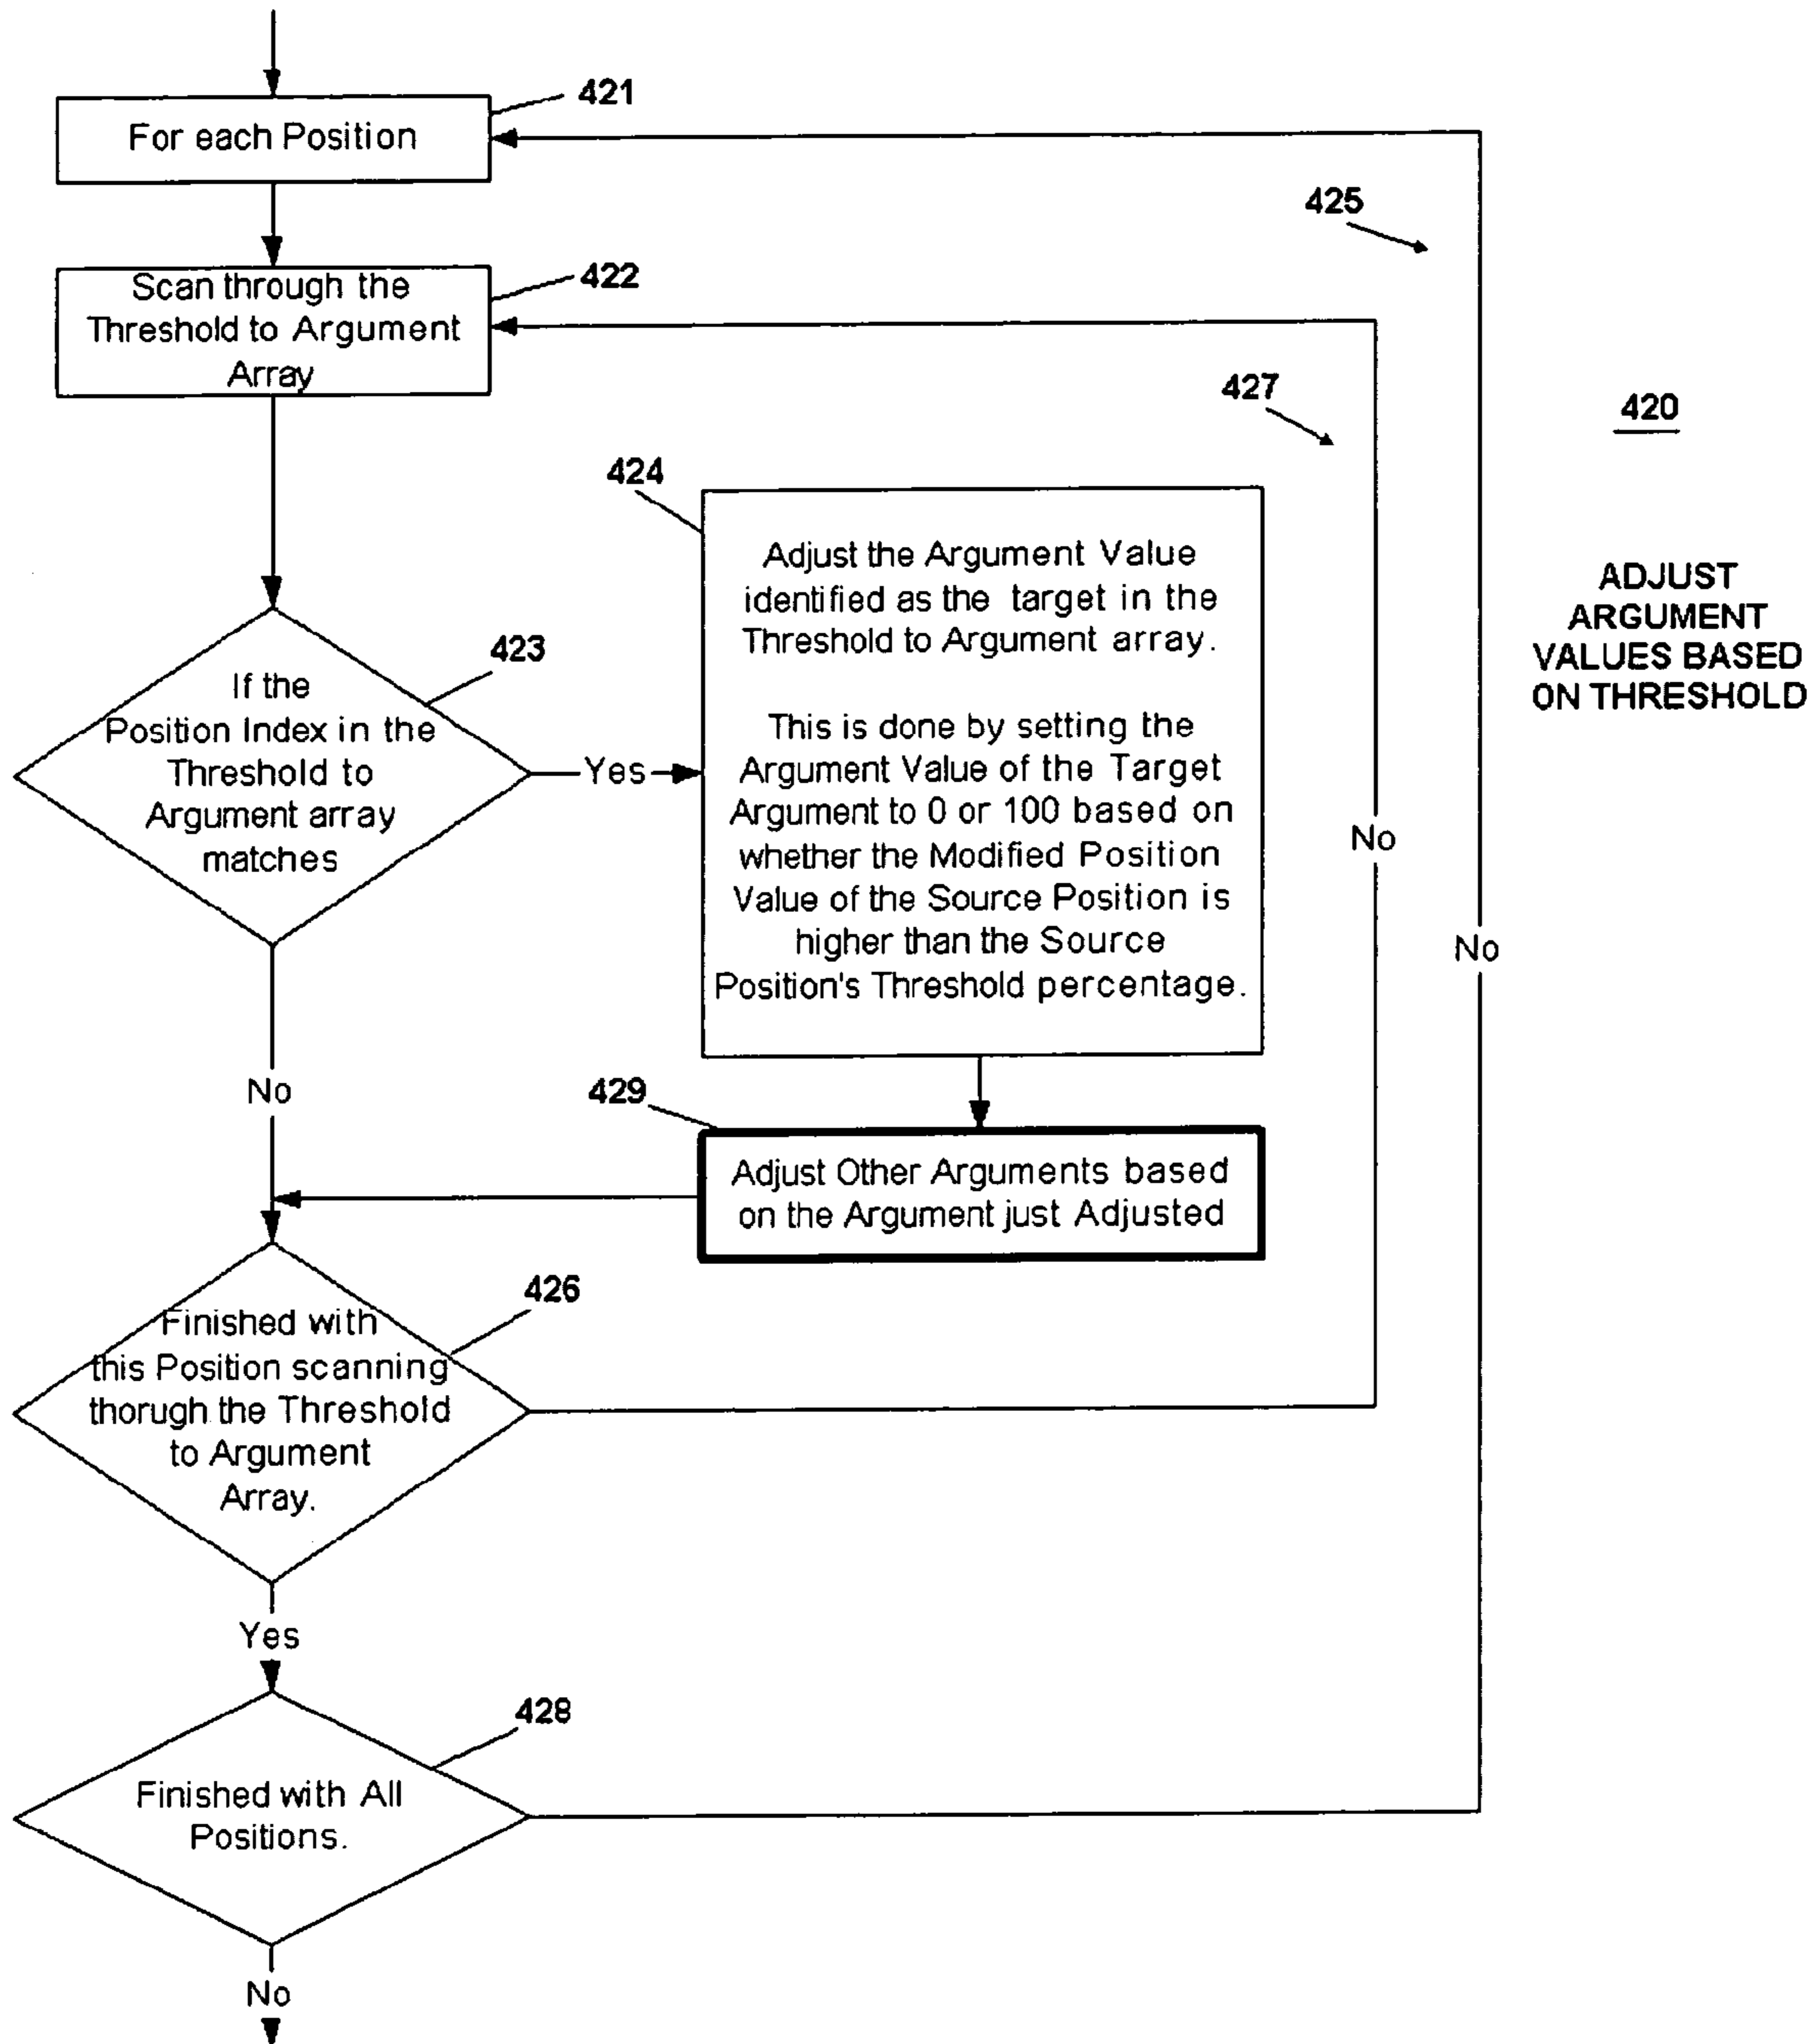 421
For each Position
425
422
Scan through the
Threshold to Argument
Array
427
420
ADJUST
ARGUMENT
VALUES BASED
ON THRESHOLD
424
Adjust the Argument Value
identified as the target in the
Threshold to Argument array.
This is done by setting the
Argument Value of the Target
Argument to 0 or 100 based on
whether the Modified Position
Value of the Source Position is
higher than the Source
Position's Threshold percentage.
423
If the
Position Index in the
Threshold to
Argument array
matches
Yes
No
No
No
429
Adjust Other Arguments based
on the Argument just Adjusted
426
Finished with
this Position scanning
thorugh the Threshold
to Argument
Array.
Yes
428
Finished with All
Positions.
No